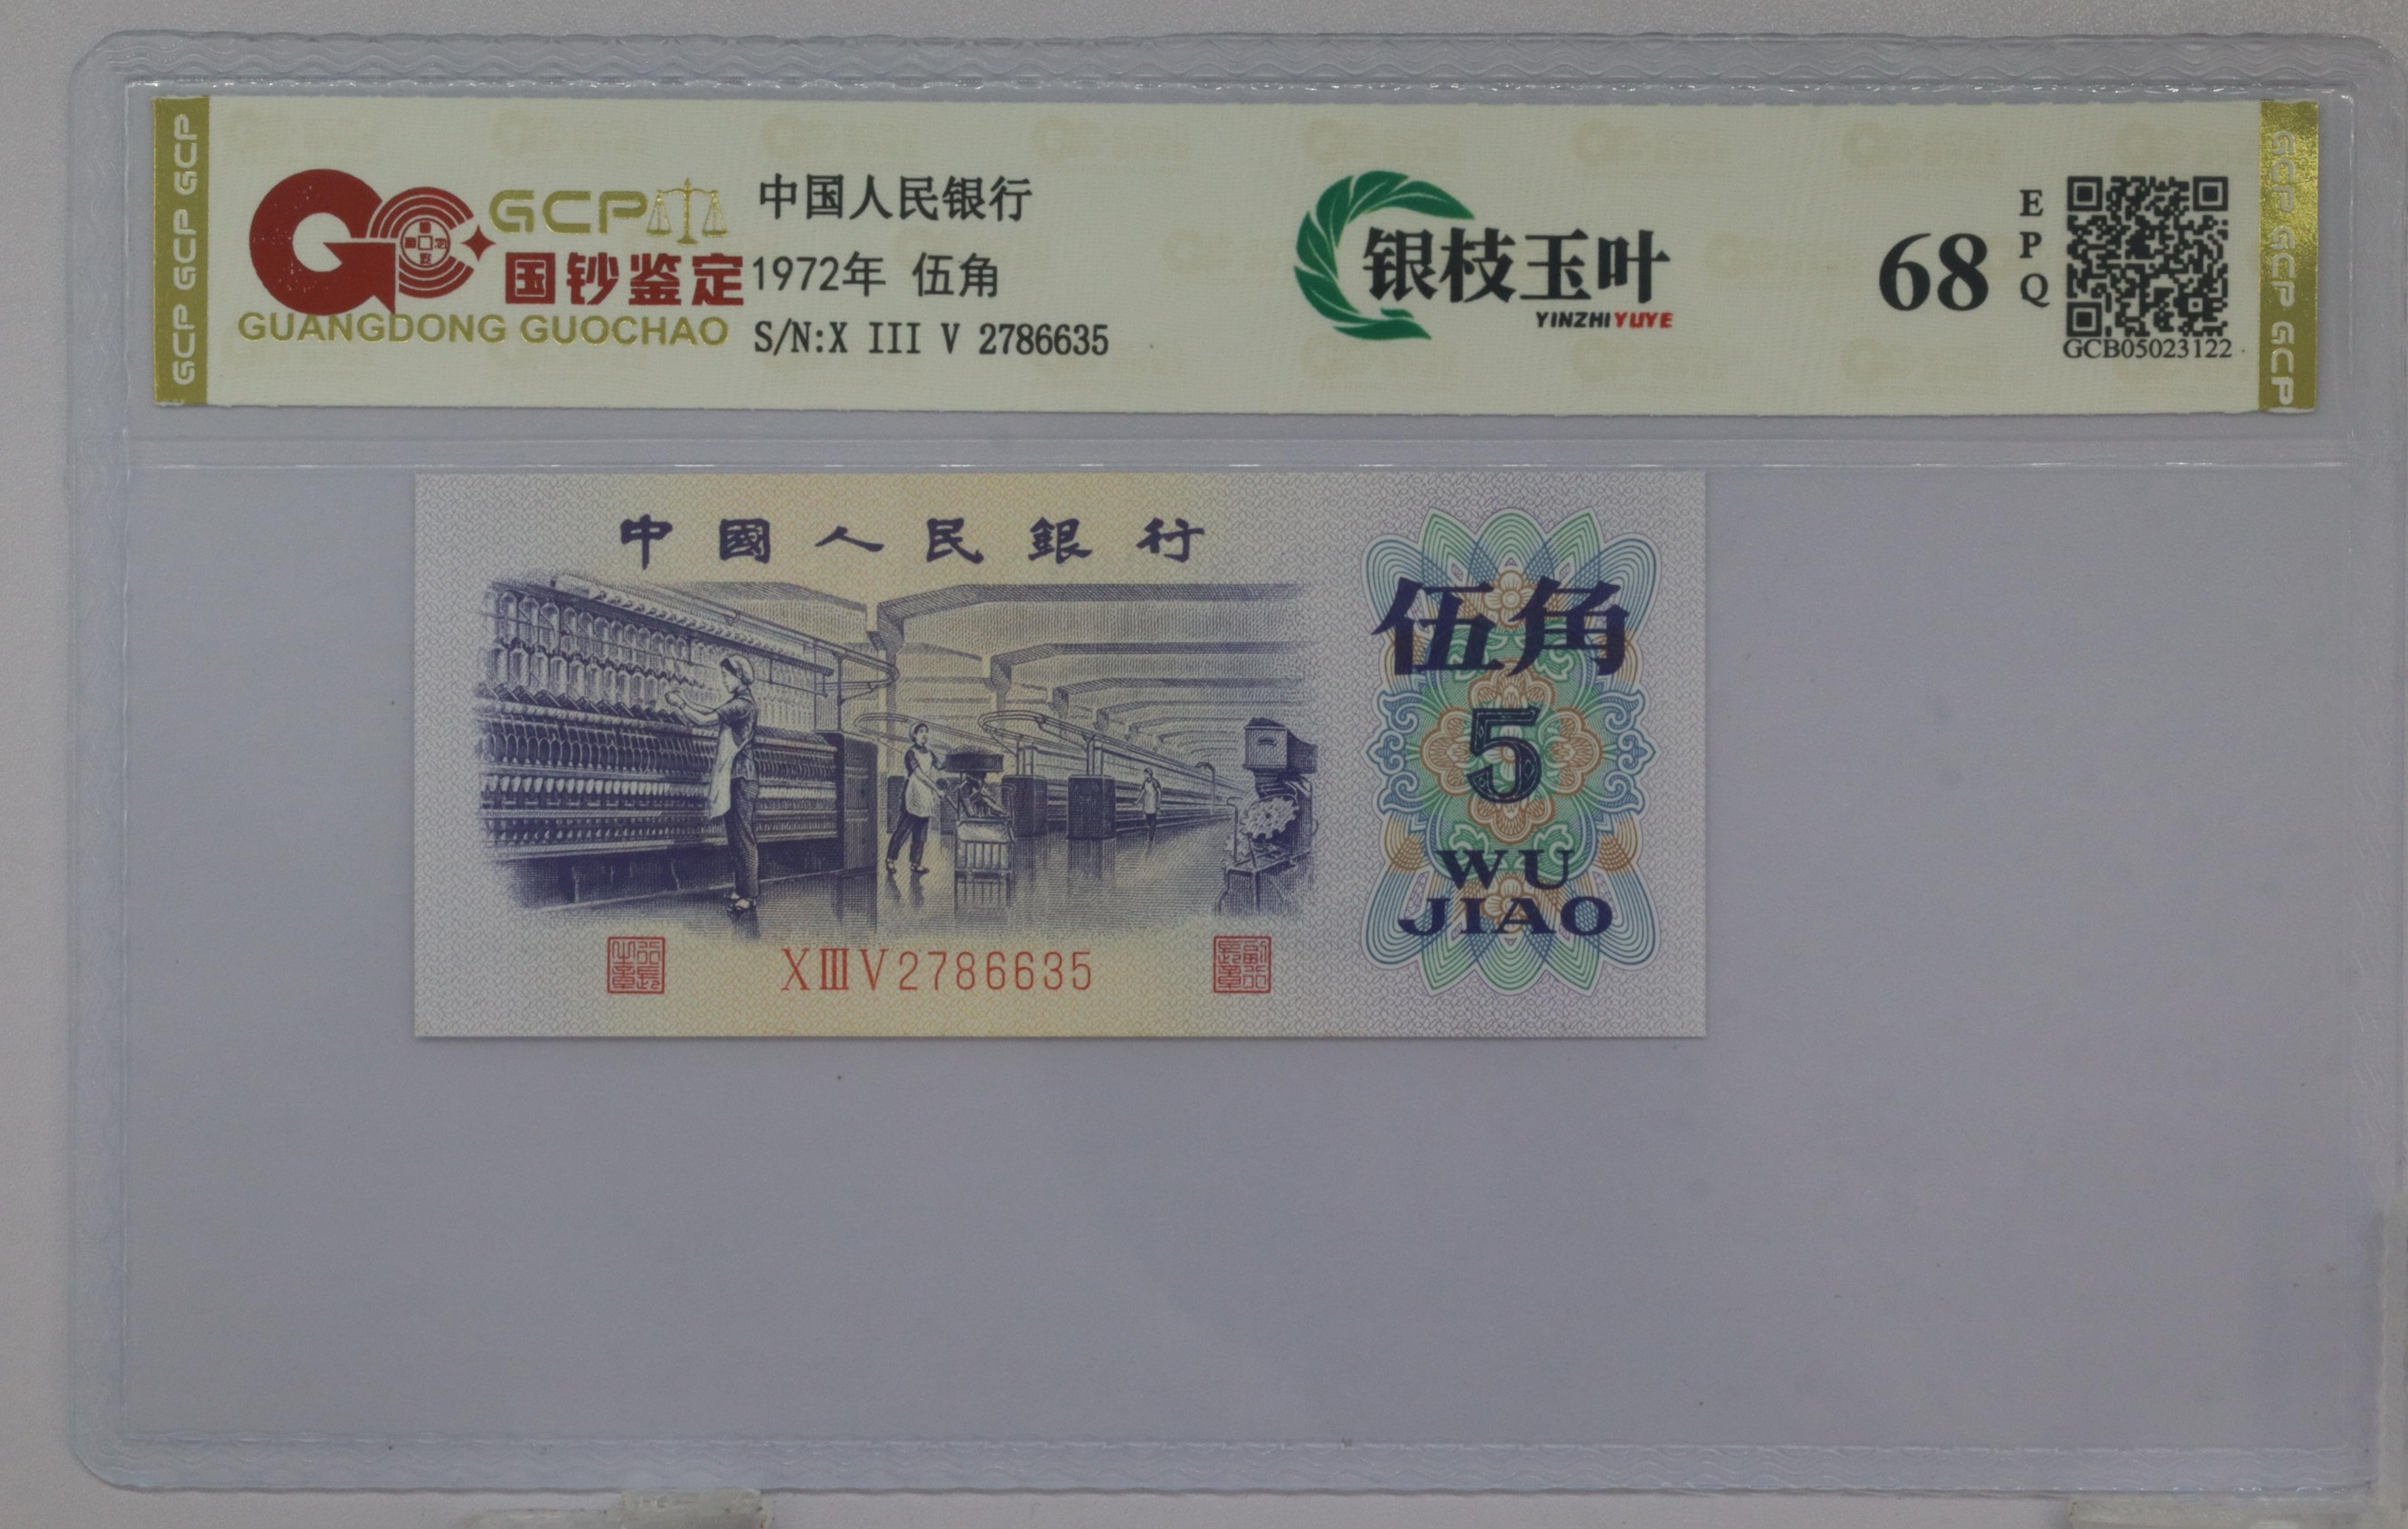 GCP GCP GCP
GCP
国钞鉴定
GUANGDONG GUOCHAO
中国人民银行
1972年 伍角
S/N:X III V 2786635
银枝玉叶
YINZHIYUYE
68
EPQ
GCB05023122
GCP GCP GCP
中國人民銀行
伍角
5
WU
JIAO
XⅢV2786635